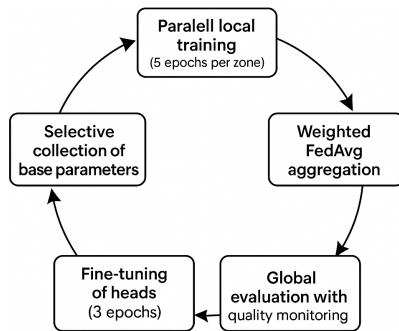 Paralell local
training
(5 epochs per zone)
Weighted
FedAvg
aggregation
Global
evaluation with
quality monitoring
Fine-tuning
of heads
(3 epochs)
Selective
collection of
base parameters